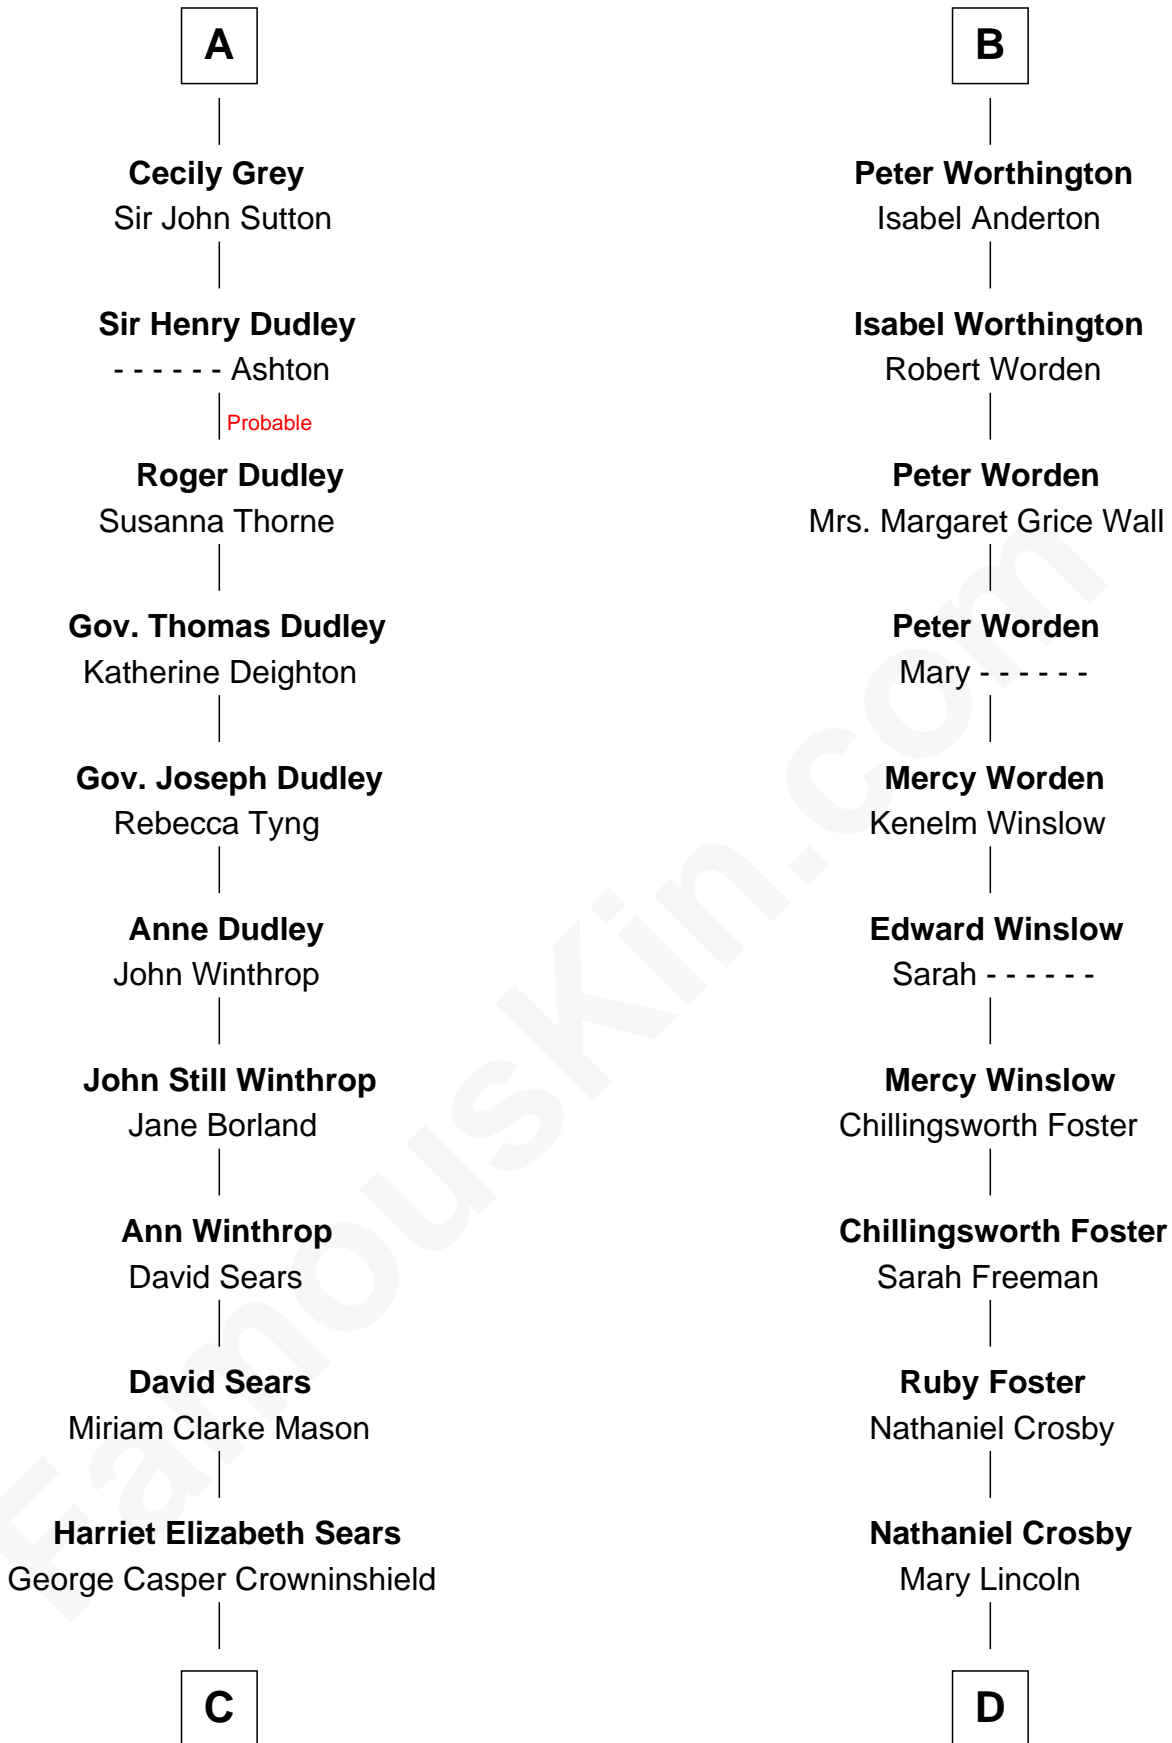 A
Cecily Grey
Sir John Sutton
Sir Henry Dudley
- - - - - - Ashton
Probable
Roger Dudley
Susanna Thorne
Gov. Thomas Dudley
Katherine Deighton
Gov. Joseph Dudley
Rebecca Tyng
Anne Dudley
John Winthrop
John Still Winthrop
Jane Borland
Ann Winthrop
David Sears
David Sears
Miriam Clarke Mason
Harriet Elizabeth Sears
George Casper Crowninshield
C
B
Peter Worthington
Isabel Anderton
Isabel Worthington
Robert Worden
Peter Worden
Mrs. Margaret Grice Wall
Peter Worden
Mary - - - - - -
Mercy Worden
Kenelm Winslow
Edward Winslow
Sarah - - - - - -
Mercy Winslow
Chillingsworth Foster
Chillingsworth Foster
Sarah Freeman
Ruby Foster
Nathaniel Crosby
Nathaniel Crosby
Mary Lincoln
D
FamousKin.com